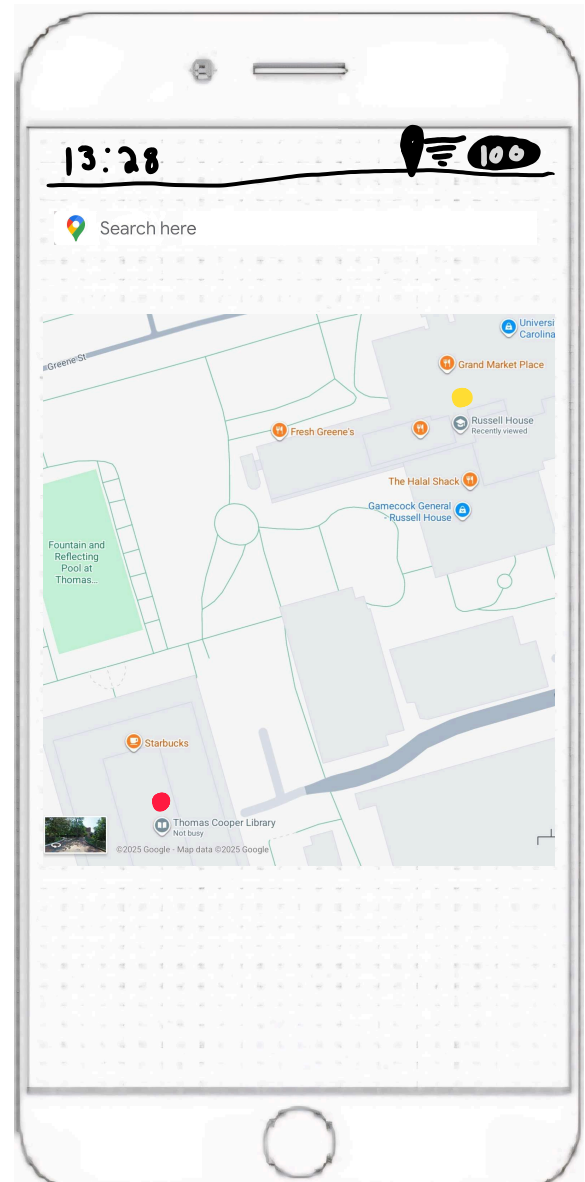 13:28 100
Search here
Universi
Carolina
Greene St
Grand Market Place
Fresh Greene's
Russell House
Recently viewed
The Halal Shack
Gamecock General
- Russell House
Fountain and
Reflecting
Pool at
Thomas...
Starbucks
Thomas Cooper Library
Not busy
©2025 Google - Map data ©2025 Google